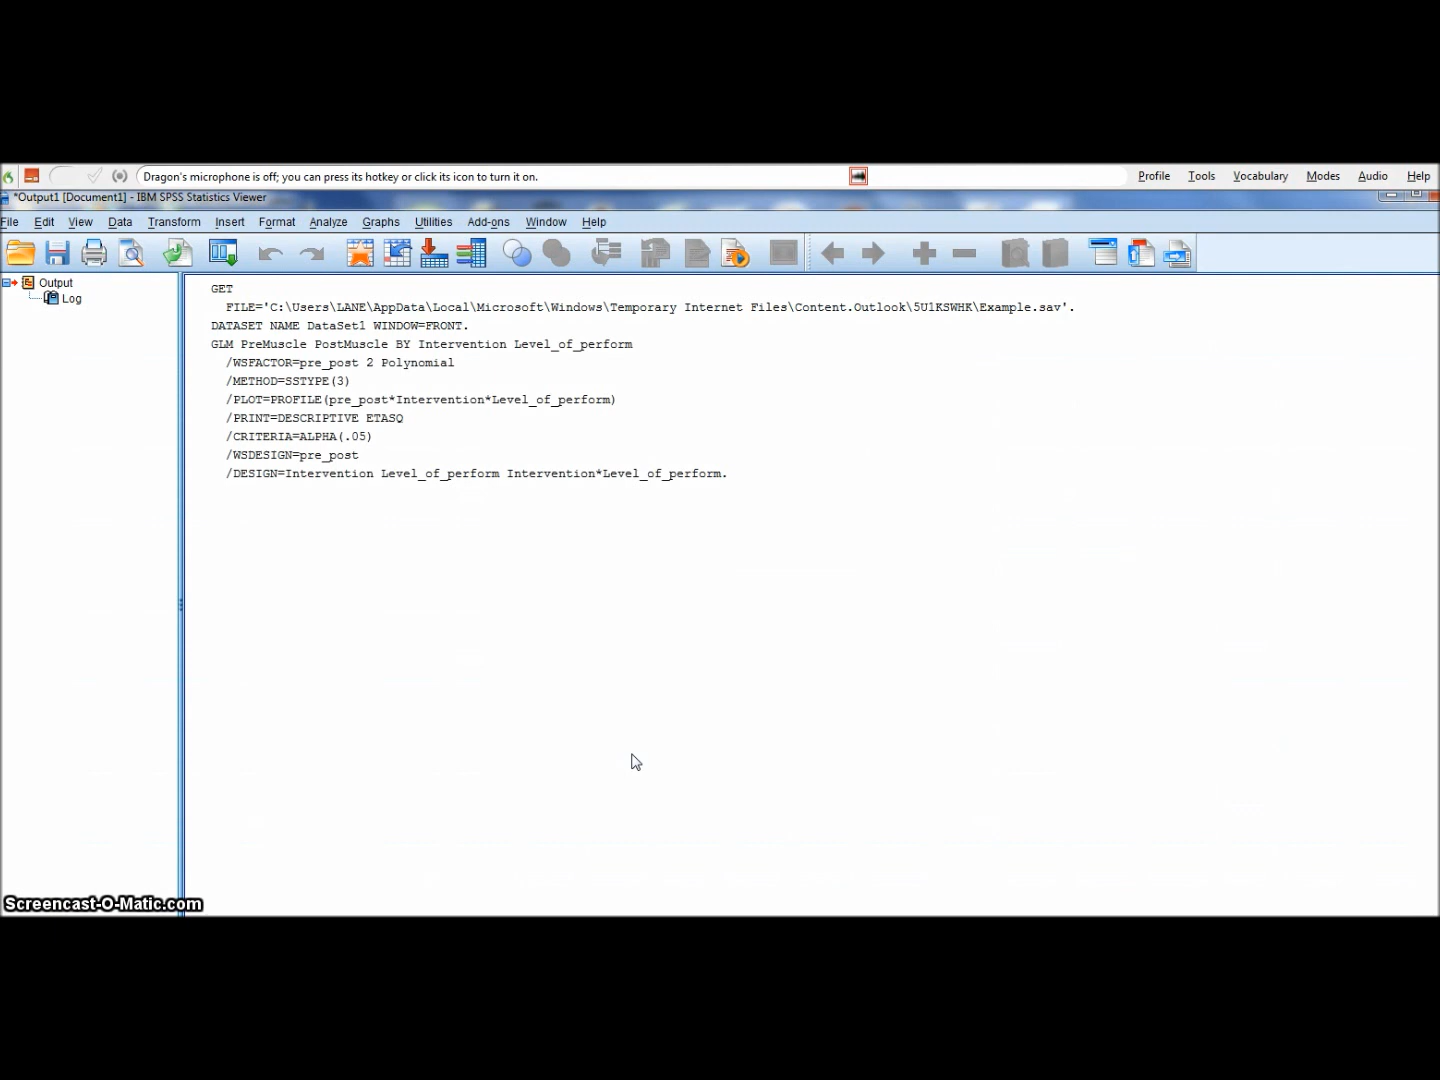 Dragon's microphone is off; you can press its hotkey or click its icon to turn it on.
Profile Tools Vocabulary Modes Audio Help
*Output1 [Document1] - IBM SPSS Statistics Viewer
File Edit View Data Transform Insert Format Analyze Graphs Utilities Add-ons Window Help
Output
Log
GET
FILE='C:\Users\LANE\AppData\Local\Microsoft\Windows\Temporary Internet Files\Content.Outlook\5U1KSWHK\Example.sav'.
DATASET NAME DataSet1 WINDOW=FRONT.
GLM PreMuscle PostMuscle BY Intervention Level_of_perform
/WSFACTOR=pre_post 2 Polynomial
/METHOD=SSTYPE(3)
/PLOT=PROFILE(pre_post*Intervention*Level_of_perform)
/PRINT=DESCRIPTIVE ETASQ
/CRITERIA=ALPHA(.05)
/WSDESIGN=pre_post
/DESIGN=Intervention Level_of_perform Intervention*Level_of_perform.
Screencast-O-Matic.com